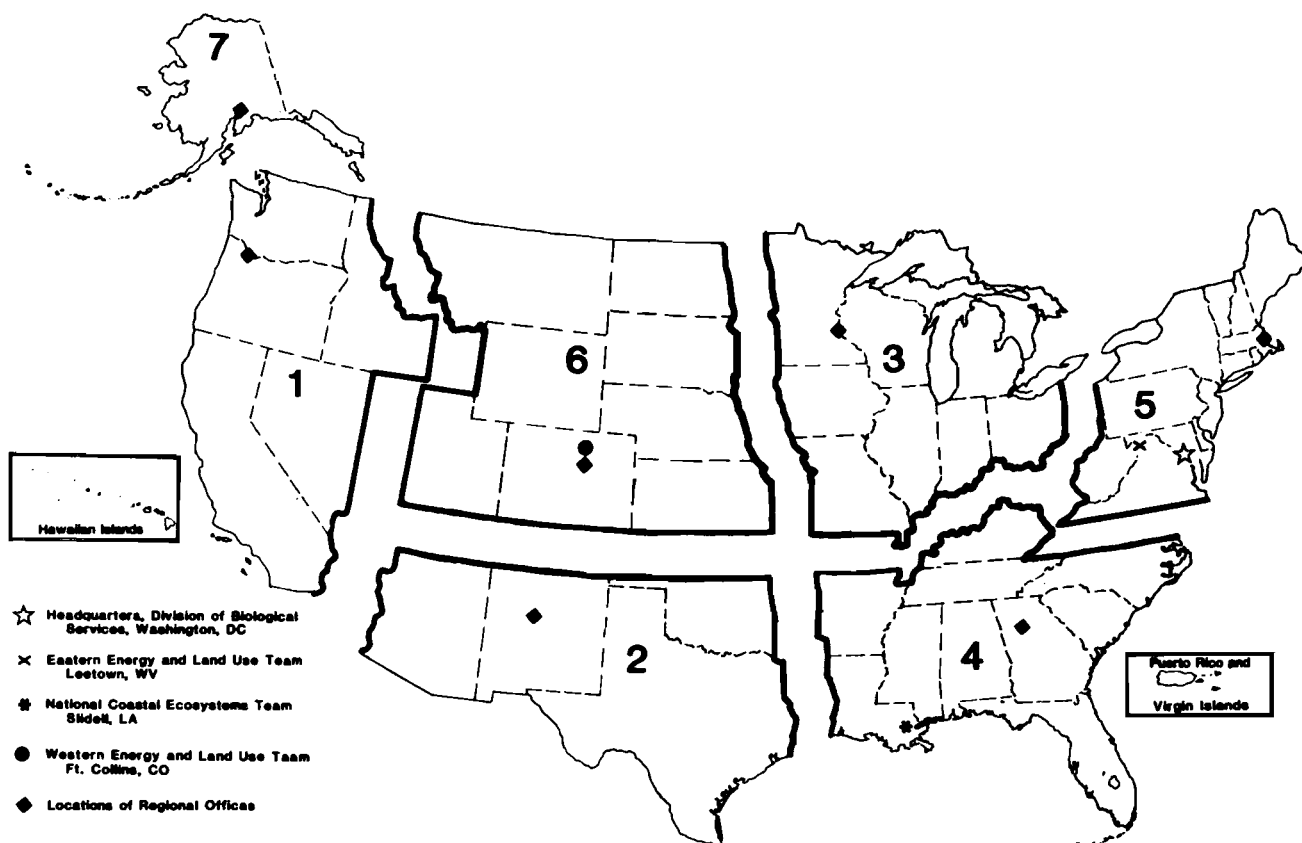 7
6
3
1
5
Hawaiian Islands
2
4
Puerto Rico and
Virgin Islands
Headquarters, Division of Biological
Services, Washington, DC
Eastern Energy and Land Use Team
Leetown, WV
National Coastal Ecosystems Team
Slidell, LA
Western Energy and Land Use Team
Ft. Collins, CO
Locations of Regional Offices